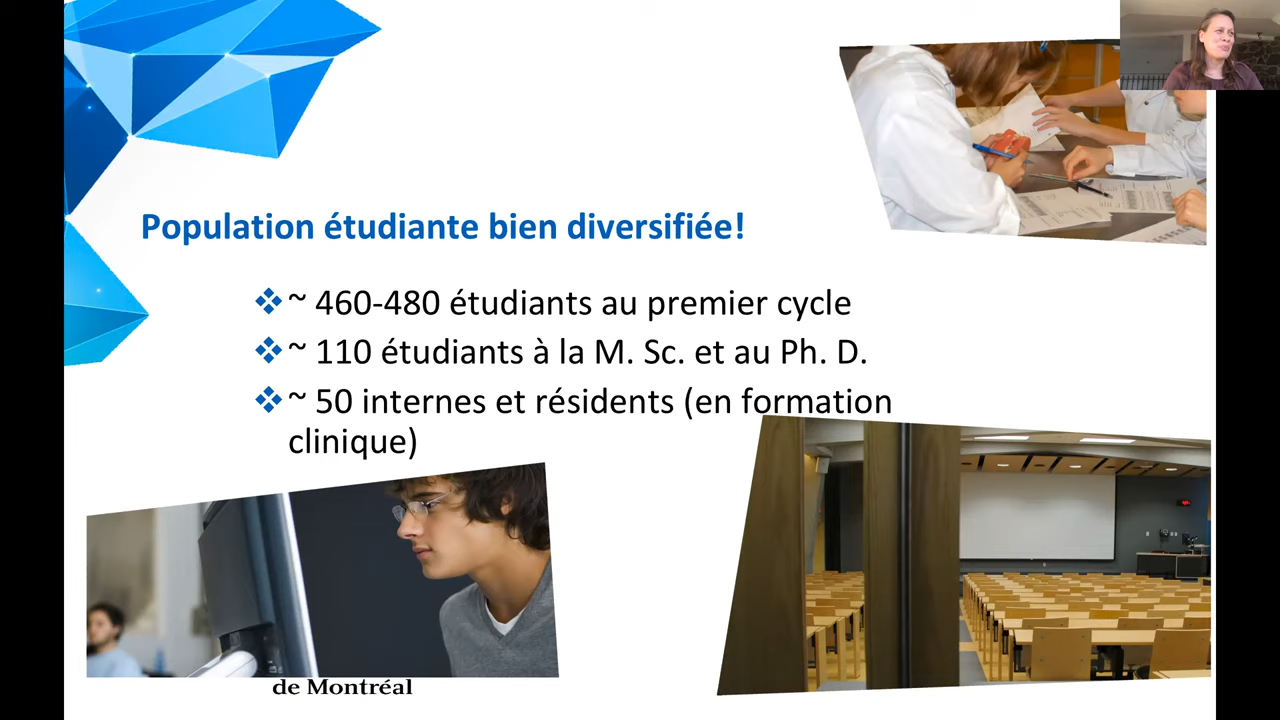 Population étudiante bien diversifiée!
~ 460-480 étudiants au premier cycle
~ 110 étudiants à la M. Sc. et au Ph. D.
~ 50 internes et résidents (en formation
clinique)
de Montréal